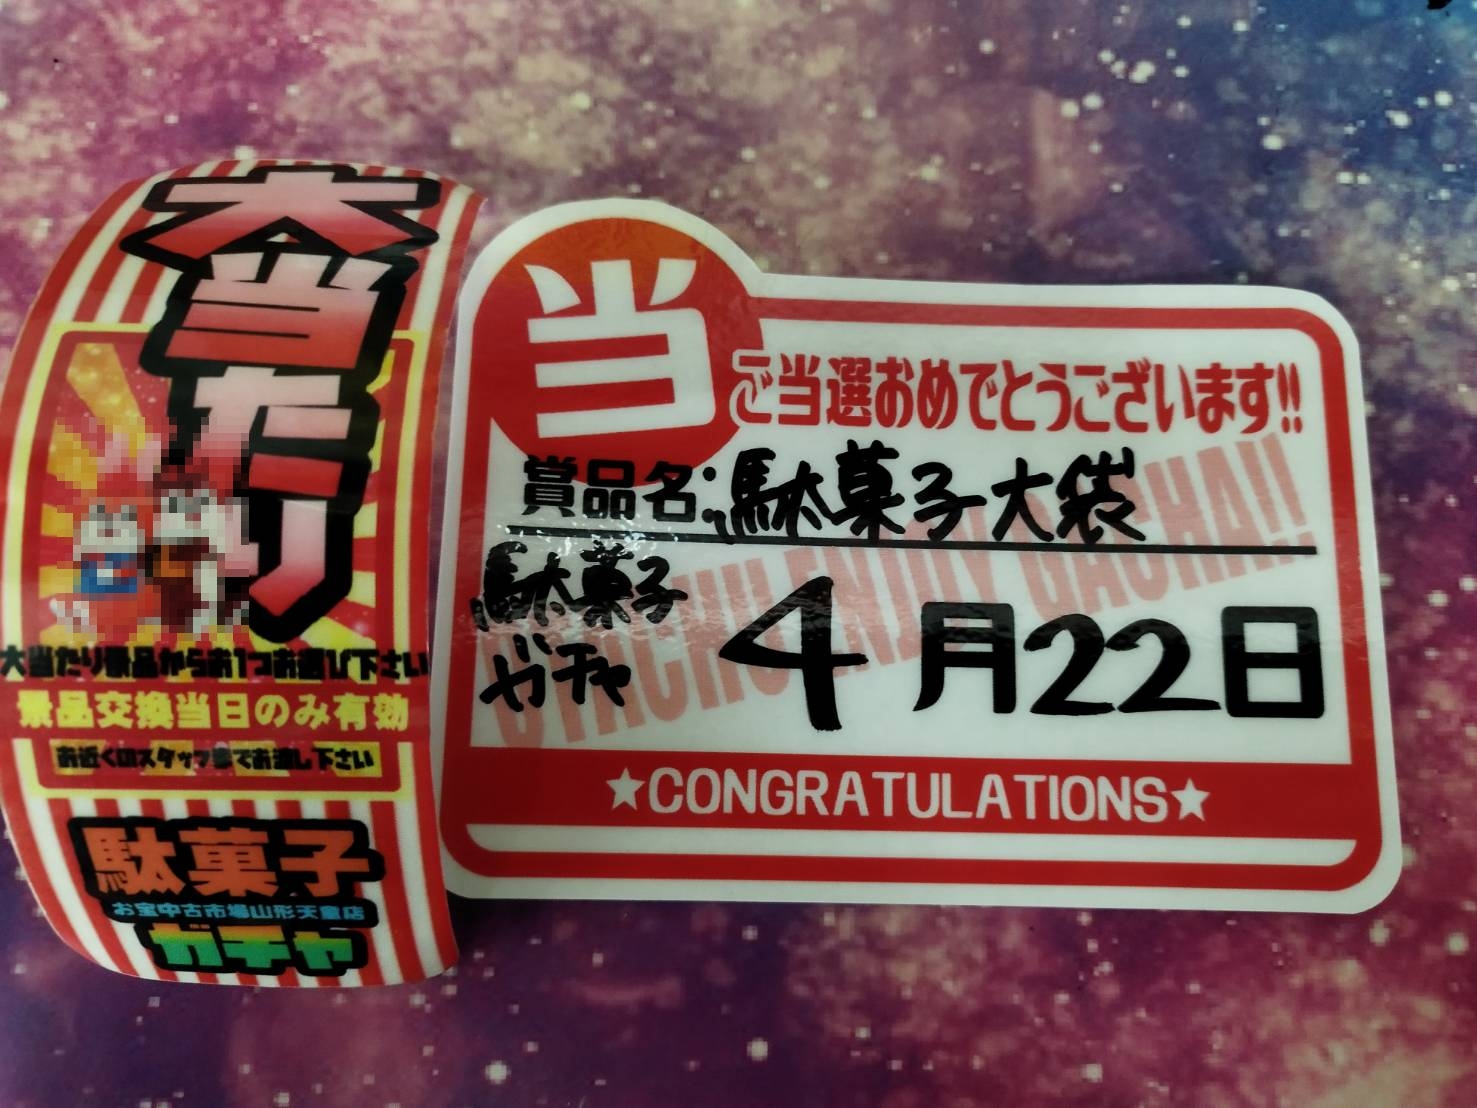 大当たり
大当たり景品からお1つお選び下さい
景品交換当日のみ有効
お近くのスタッフまでお渡し下さい
駄菓子
お宝中古市場山形天童店
ガチャ
当
ご当選おめでとうございます!!
賞品名:駄菓子大袋
駄菓子
ガチャ
4月22日
ENJOY GACHA!!
★CONGRATULATIONS★